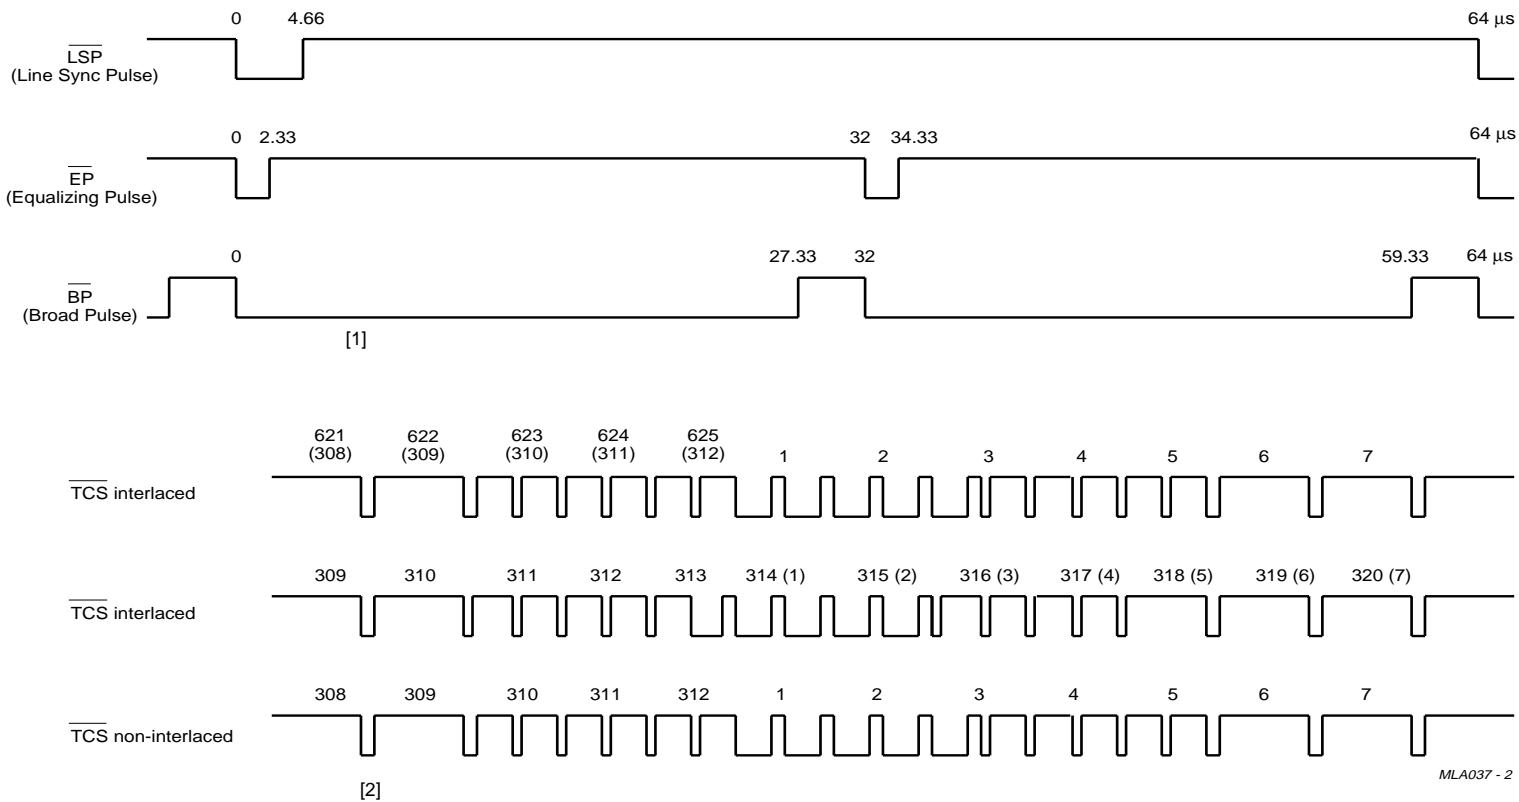 0 4.66 64 μs
LSP
(Line Sync Pulse)
0 2.33 32 34.33 64 μs
EP
(Equalizing Pulse)
0 27.33 32 59.33 64 μs
BP
(Broad Pulse)
[1]
621 622 623 624 625
(308) (309) (310) (311) (312) 1 2 3 4 5 6 7
TCS interlaced
309 310 311 312 313 314 (1) 315 (2) 316 (3) 317 (4) 318 (5) 319 (6) 320 (7)
TCS interlaced
308 309 310 311 312 1 2 3 4 5 6 7
TCS non-interlaced
MLA037 - 2
[2]